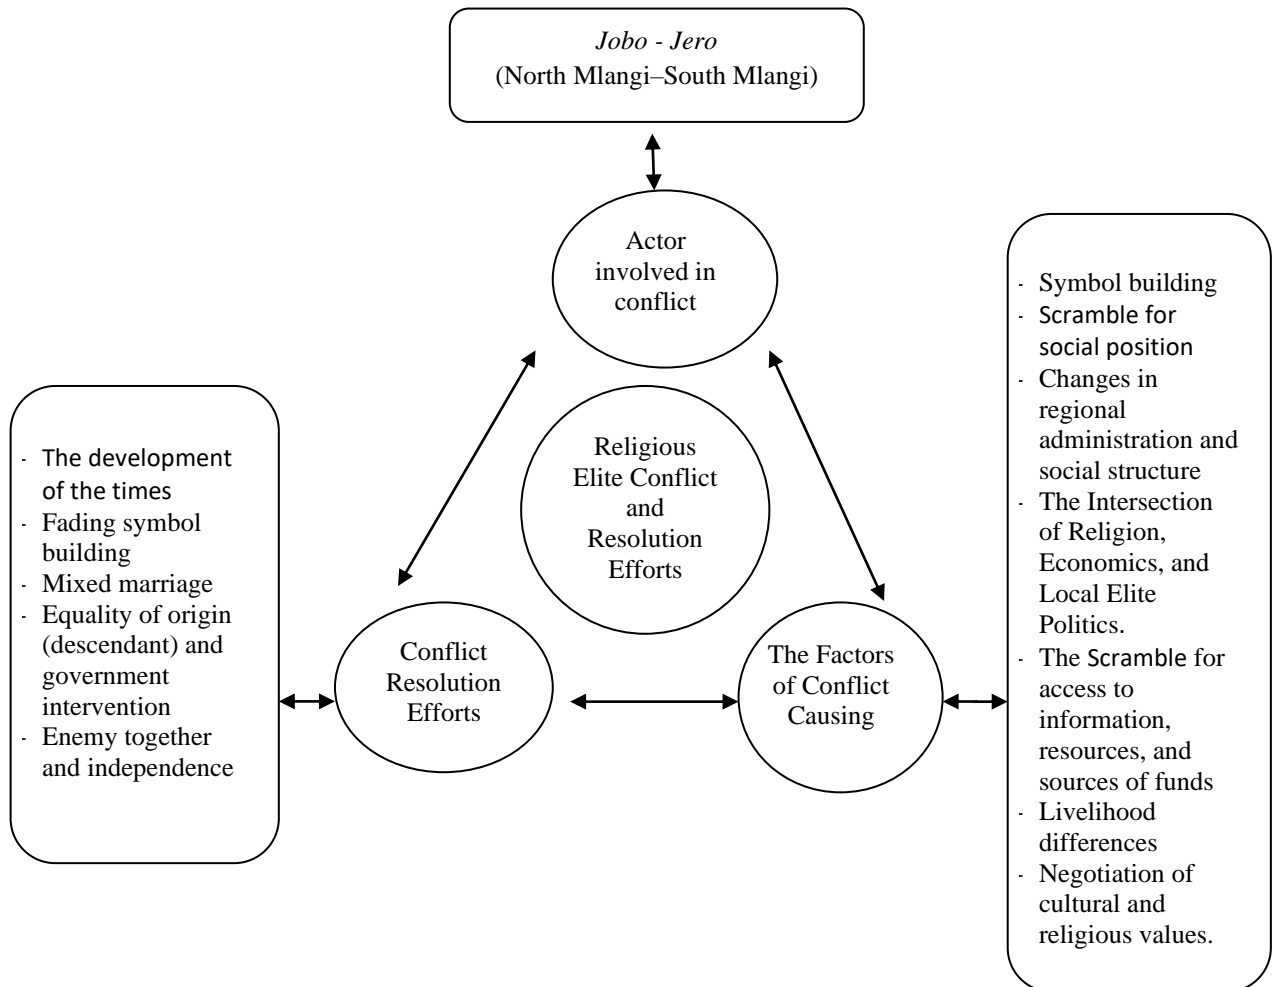 Jobo - Jero
(North Mlangi–South Mlangi)
Actor
involved in
conflict
Religious
Elite Conflict
and
Resolution
Efforts
Conflict
Resolution
Efforts
The Factors
of Conflict
Causing
- The development
of the times
- Fading symbol
building
- Mixed marriage
- Equality of origin
(descendant) and
government
intervention
- Enemy together
and independence
- Symbol building
- Scramble for
social position
- Changes in
regional
administration and
social structure
- The Intersection
of Religion,
Economics, and
Local Elite
Politics.
- The Scramble for
access to
information,
resources, and
sources of funds
- Livelihood
differences
- Negotiation of
cultural and
religious values.